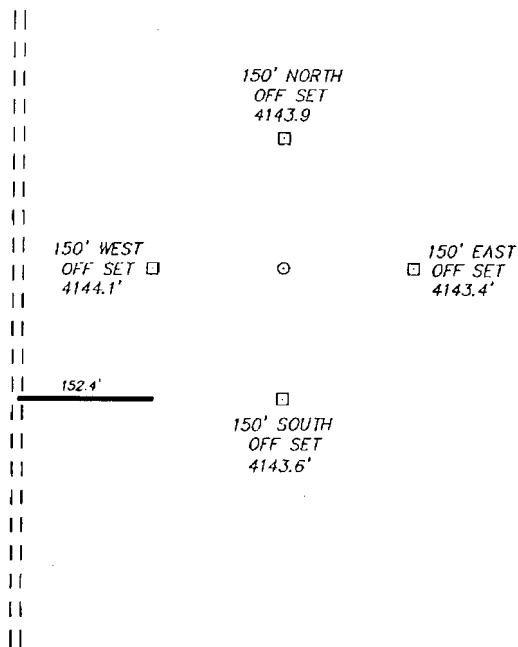 150' NORTH
OFF SET
4143.9
150' WEST
OFF SET
4144.1'
150' EAST
OFF SET
4143.4'
152.4'
150' SOUTH
OFF SET
4143.6'